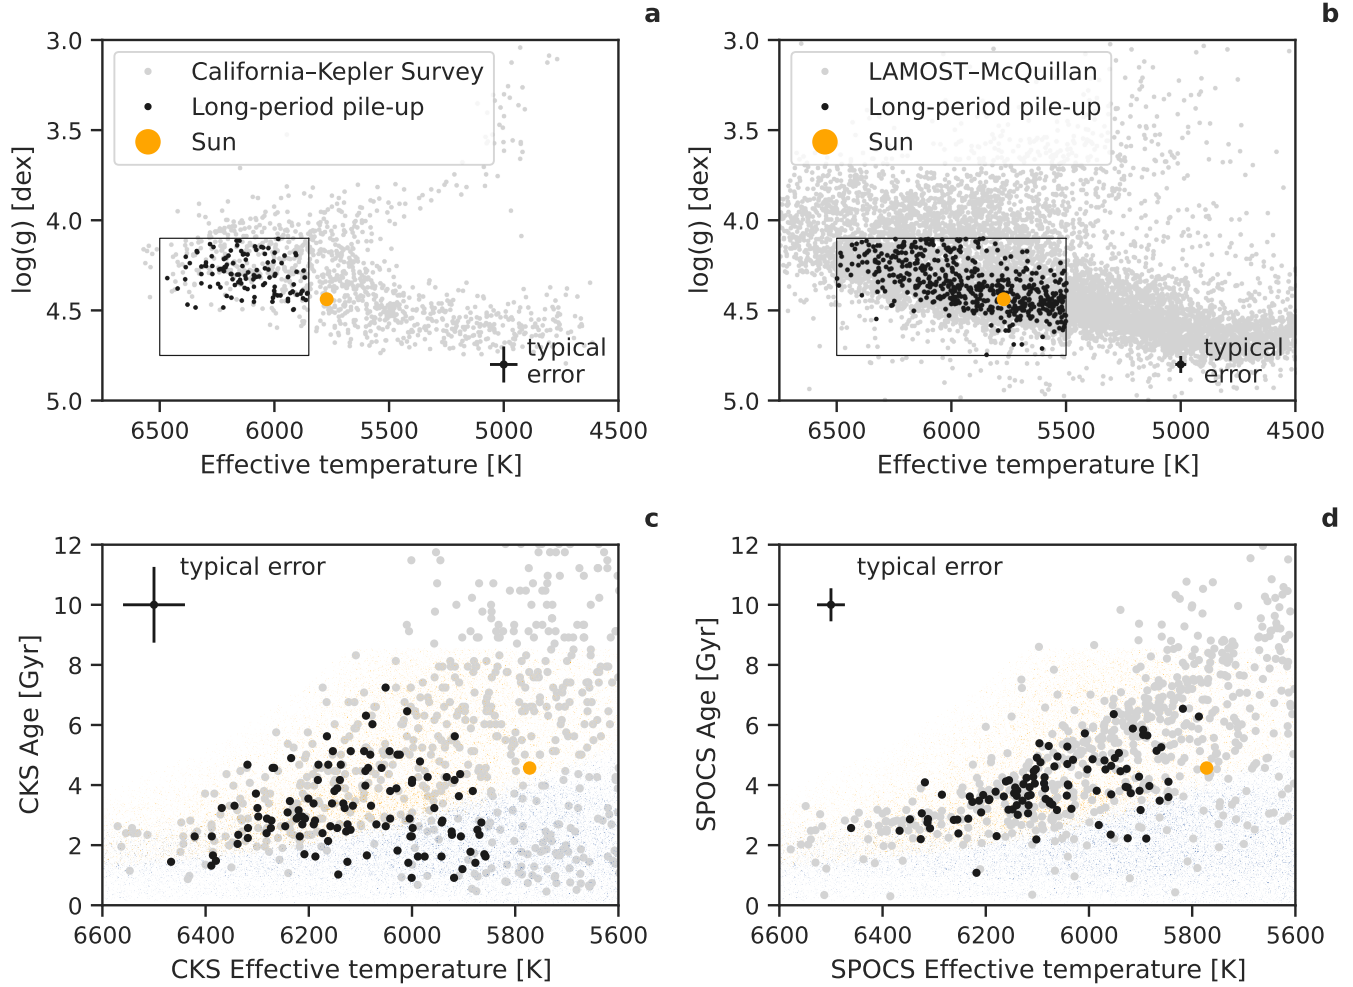 a
3.0
3.5
4.0
4.5
5.0
log(g) [dex]
California–Kepler Survey
Long-period pile-up
Sun
typical
error
6500
6000
5500
5000
4500
Effective temperature [K]
b
3.0
3.5
4.0
4.5
5.0
log(g) [dex]
LAMOST–McQuillan
Long-period pile-up
Sun
typical
error
6500
6000
5500
5000
4500
Effective temperature [K]
c
12
10
8
6
4
2
0
CKS Age [Gyr]
typical error
6600
6400
6200
6000
5800
5600
CKS Effective temperature [K]
d
12
10
8
6
4
2
0
SPOCS Age [Gyr]
typical error
6600
6400
6200
6000
5800
5600
SPOCS Effective temperature [K]